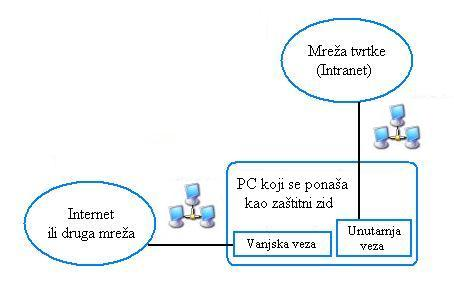 Mreža tvrtke
(Intranet)
PC koji se ponaša
kao zaštitni zid
Internet
ili druga mreža
Vanjska veza
Unutarnja
veza